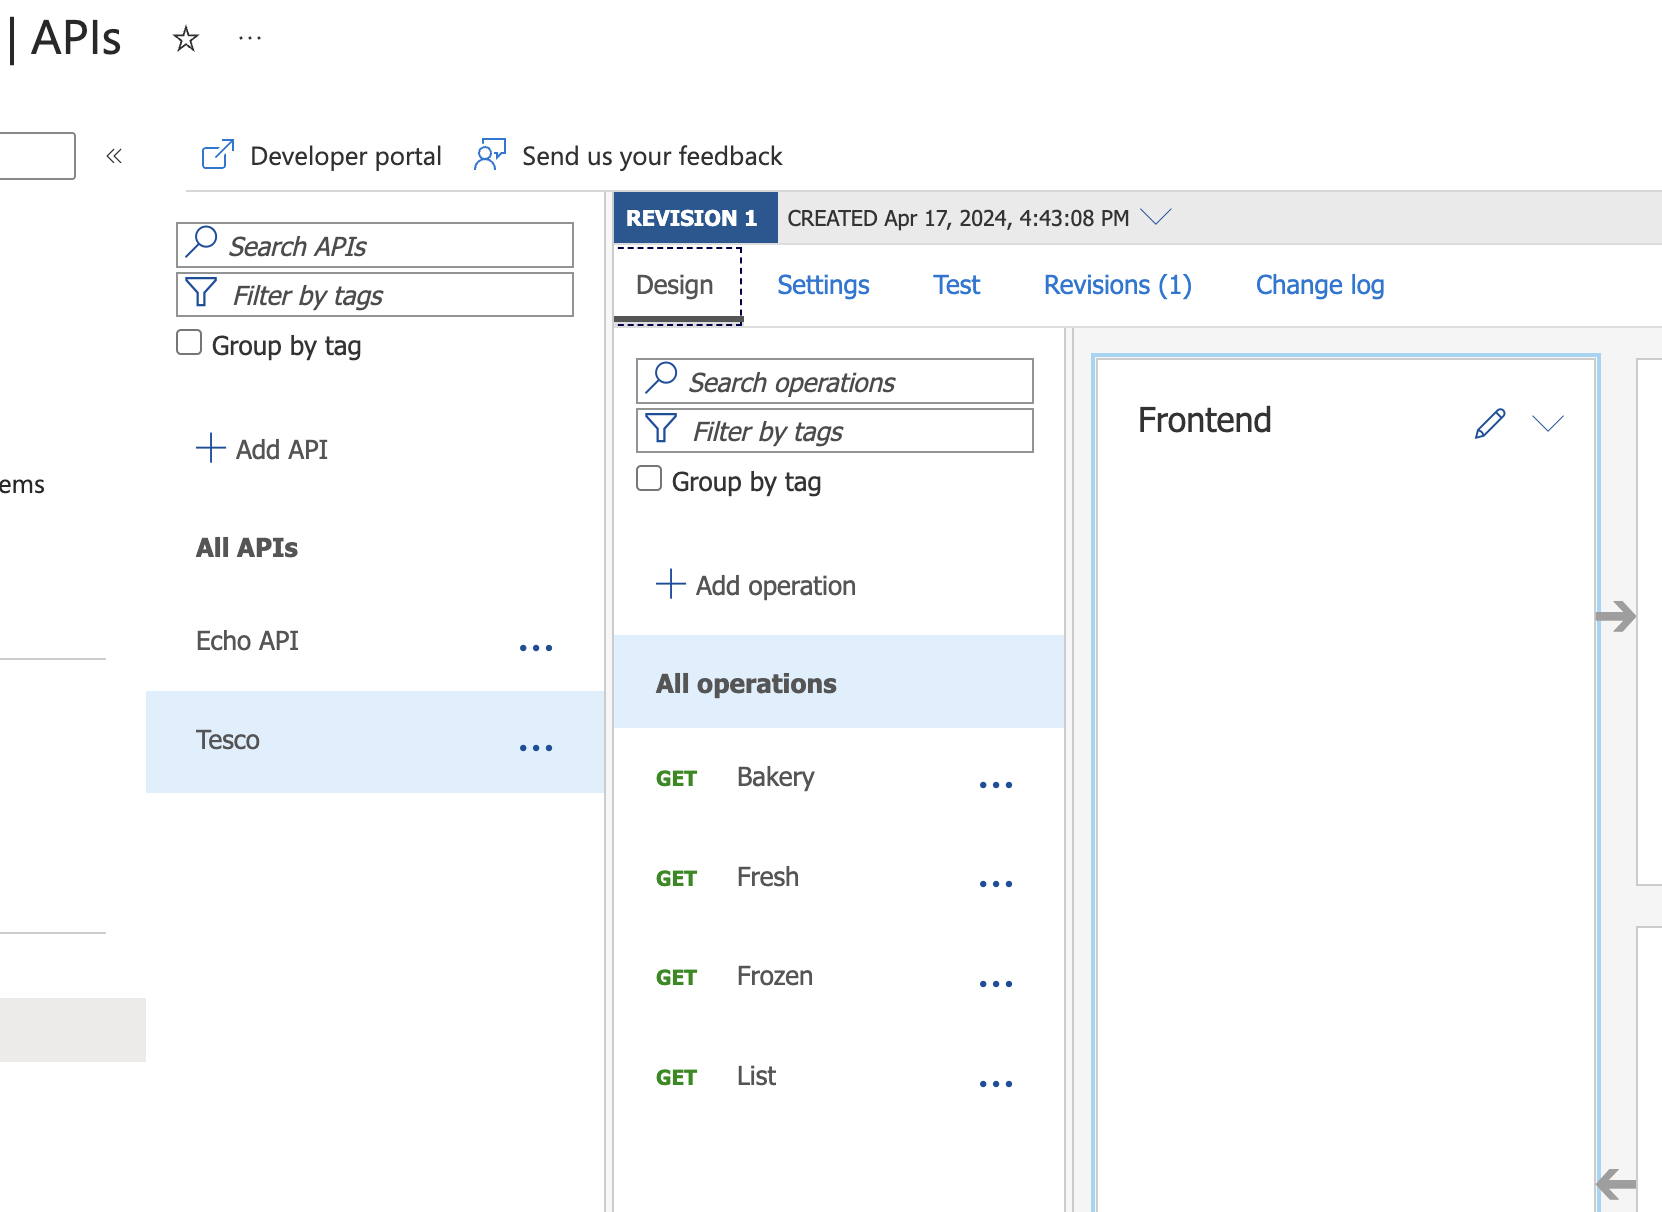 | APIs
«
Developer portal
Send us your feedback
Search APIs
Filter by tags
Group by tag
Add API
ems
All APIs
Echo API
Tesco
REVISION 1
CREATED Apr 17, 2024, 4:43:08 PM
Design
Settings
Test
Revisions (1)
Change log
Search operations
Filter by tags
Group by tag
Add operation
All operations
GET Bakery
GET Fresh
GET Frozen
GET List
Frontend